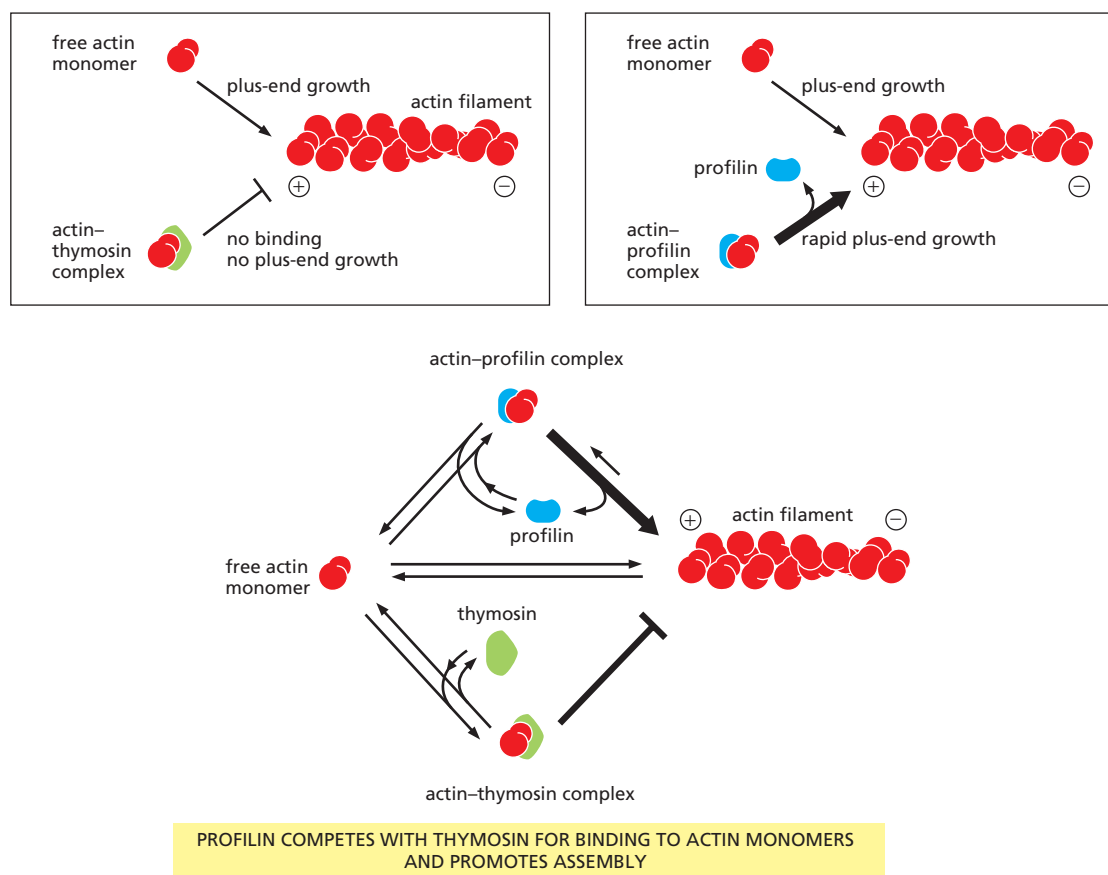 free actin
monomer
plus-end growth
actin filament
+
−
actin–
thymosin
complex
no binding
no plus-end growth
free actin
monomer
plus-end growth
profilin
+
−
actin–
profilin
complex
rapid plus-end growth
actin–profilin complex
profilin
+
actin filament
−
free actin
monomer
thymosin
actin–thymosin complex
PROFILIN COMPETES WITH THYMOSIN FOR BINDING TO ACTIN MONOMERS
AND PROMOTES ASSEMBLY